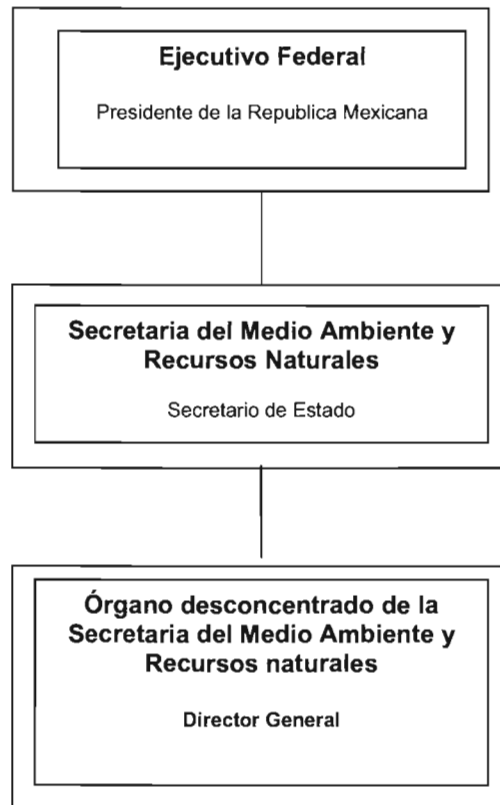 Ejecutivo Federal
Presidente de la Republica Mexicana
Secretaria del Medio Ambiente y
Recursos Naturales
Secretario de Estado
Órgano desconcentrado de la
Secretaria del Medio Ambiente y
Recursos naturales
Director General